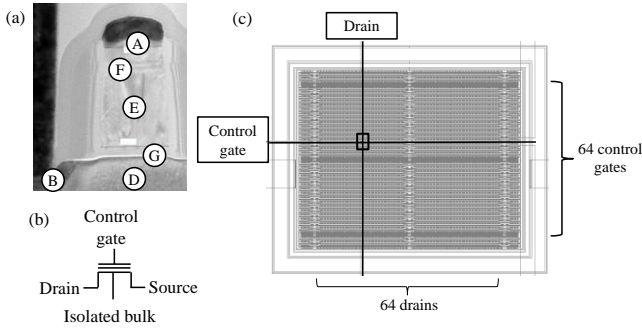 (a)
A
F
E
G
B
D
(b)
Control
gate
Drain
Source
Isolated bulk
(c)
Drain
Control
gate
64 control
gates
64 drains